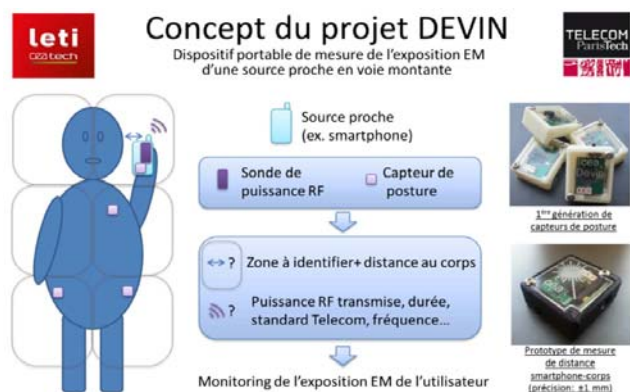 leti
ceatech
Concept du projet DEVIN
Dispositif portable de mesure de l'exposition EM
d'une source proche en voie montante
TELECOM
ParisTech
Source proche
(ex. smartphone)
Sonde de
puissance RF
Capteur de
posture
↔? Zone à identifier+ distance au corps
? Puissance RF transmise, durée,
standard Telecom, fréquence...
Monitoring de l'exposition EM de l'utilisateur
1ère génération de
capteurs de posture
Prototype de mesure
de distance
smartphone-corps
(précision: ±1 mm)